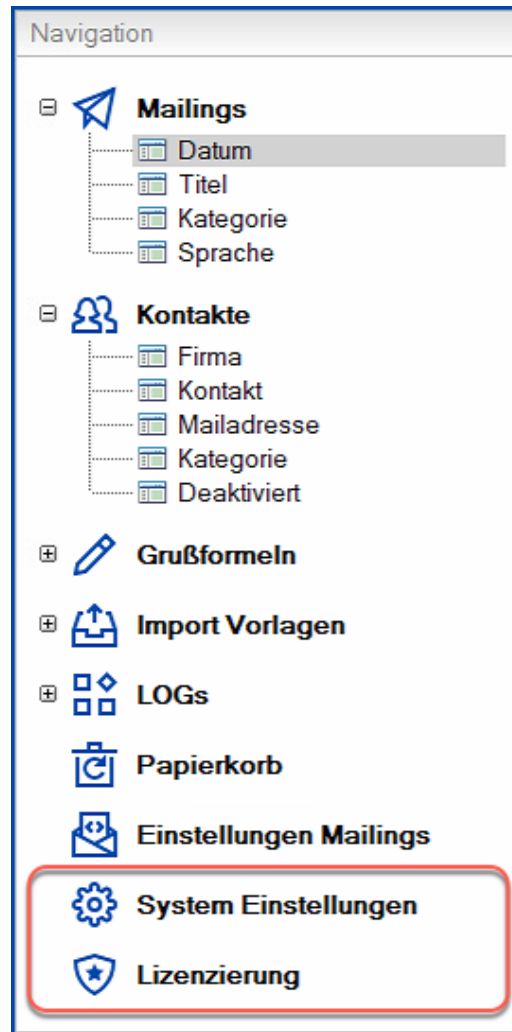 Navigation
Mailings
Datum
Titel
Kategorie
Sprache
Kontakte
Firma
Kontakt
Mailadresse
Kategorie
Deaktiviert
Grußformeln
Import Vorlagen
LOGs
Papierkorb
Einstellungen Mailings
System Einstellungen
Lizenzierung